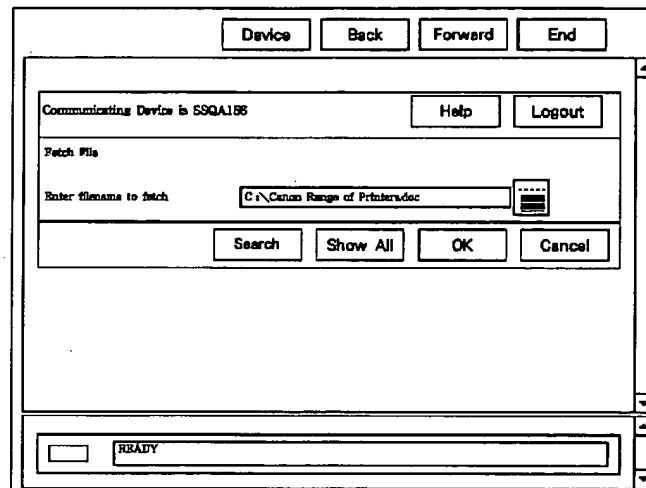 Device Back Forward End
Communicating Device is SSQA156
Help Logout
Fetch File
Enter filename to fetch
C:\Canon Range of Printers.doc
Search Show All OK Cancel
READY